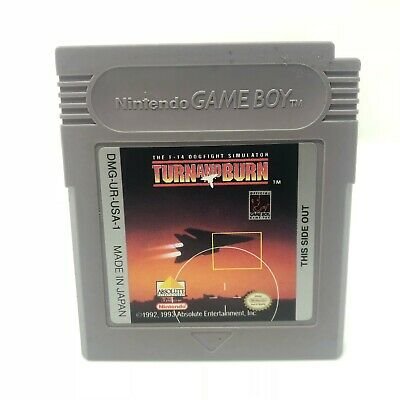 Nintendo GAME BOY TM
THE F-14 DOGFIGHT SIMULATOR
TURN AND BURN TM
DMG-UR-USA-1
MADE IN JAPAN
THIS SIDE OUT
ABSOLUTE
Nintendo
©1992, 1993 Absolute Entertainment, Inc.